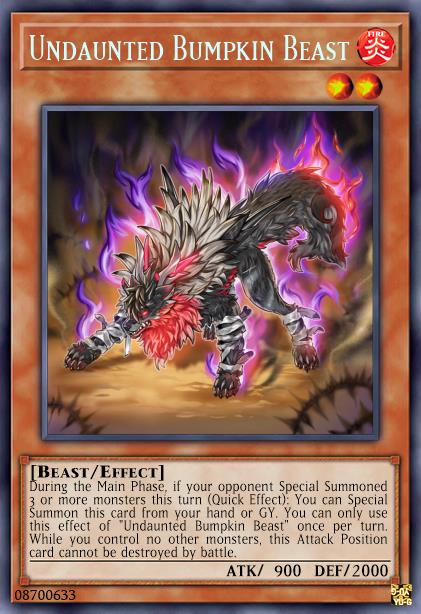 UNDAUNTED BUMPKIN BEAST
FIRE
炎
[BEAST/EFFECT]
During the Main Phase, if your opponent Special Summoned
3 or more monsters this turn (Quick Effect): You can Special
Summon this card from your hand or GY. You can only use
this effect of "Undaunted Bumpkin Beast" once per turn.
While you control no other monsters, this Attack Position
card cannot be destroyed by battle.
ATK/ 900 DEF/2000
08700633